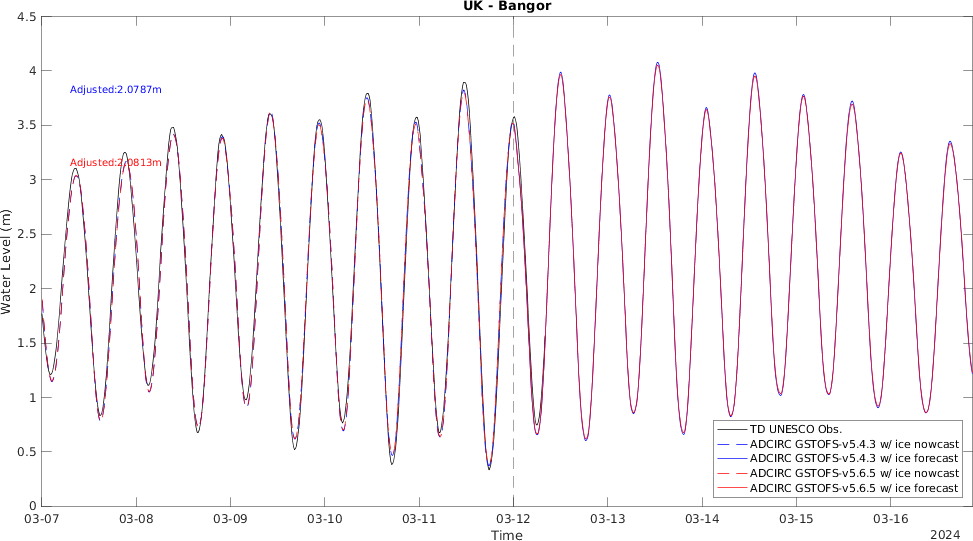 UK - Bangor
4.5
4
3.5
3
2.5
2
1.5
1
0.5
0
Water Level (m)
Adjusted:2.0787m
Adjusted:2.0813m
TD UNESCO Obs.
ADCIRC GSTOFS-v5.4.3 w/ ice nowcast
ADCIRC GSTOFS-v5.4.3 w/ ice forecast
ADCIRC GSTOFS-v5.6.5 w/ ice nowcast
ADCIRC GSTOFS-v5.6.5 w/ ice forecast
03-07 03-08 03-09 03-10 03-11 03-12 03-13 03-14 03-15 03-16
Time
2024